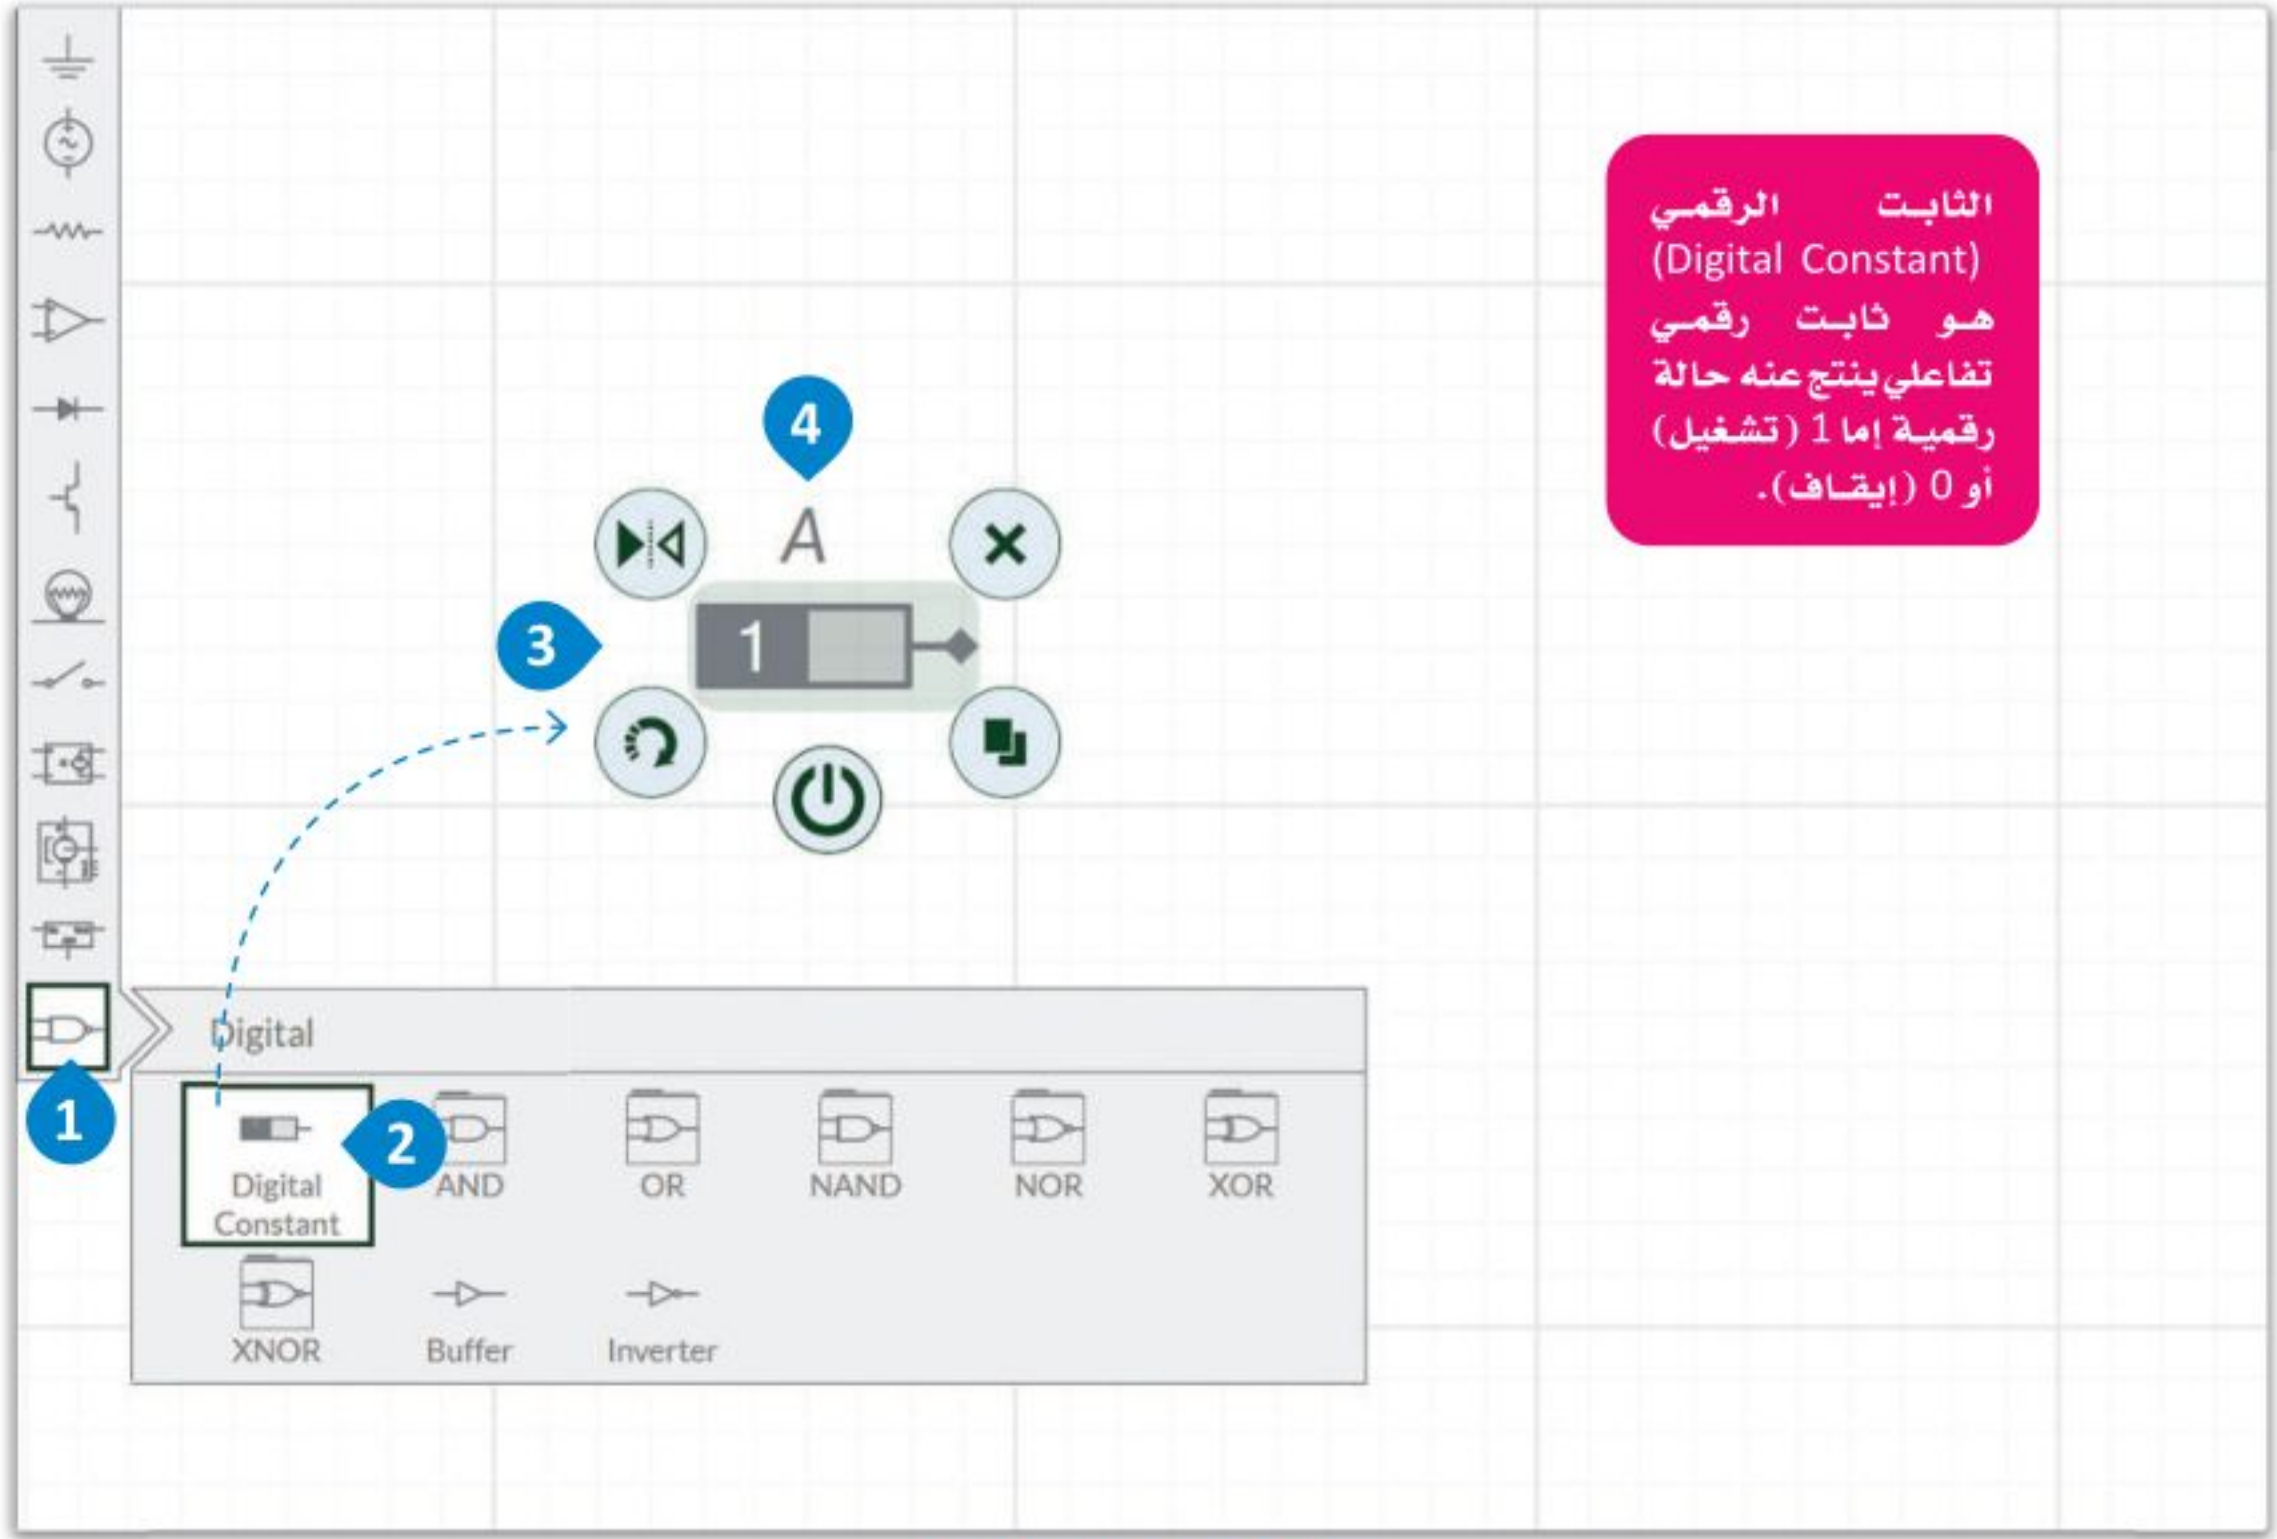 الثابت الرقمي
(Digital Constant)
هو ثابت رقمي
تفاعلي ينتج عنه حالة
رقمية إما 1 (تشغيل)
أو 0 (إيقاف).
4
A
3
1
Digital
1
2
Digital
Constant
AND
OR
NAND
NOR
XOR
XNOR
Buffer
Inverter